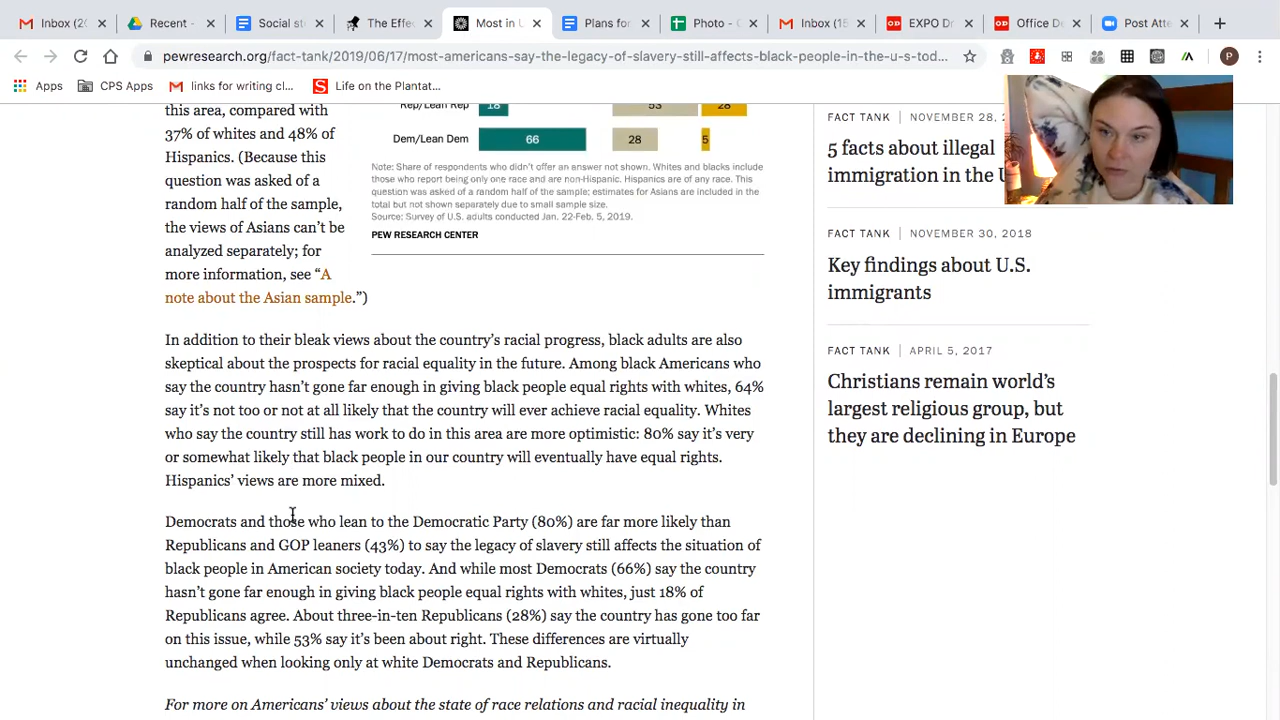 Inbox (20
Recent -
Social st
The Effe
Most in U
Plans for
Photo - C
Inbox (15
EXPO Dr
Office De
Post Atte
pewresearch.org/fact-tank/2019/06/17/most-americans-say-the-legacy-of-slavery-still-affects-black-people-in-the-u-s-tod...
P
Apps
CPS Apps
links for writing cl...
Life on the Plantat...
this area, compared with
37% of whites and 48% of
Hispanics. (Because this
question was asked of a
random half of the sample,
the views of Asians can't be
analyzed separately; for
more information, see “A
note about the Asian sample.”)
Rep/Lean Rep 18 53 28
Dem/Lean Dem 66 28 5
Note: Share of respondents who didn't offer an answer not shown. Whites and blacks include
those who report being only one race and are non-Hispanic. Hispanics are of any race. This
question was asked of a random half of the sample; estimates for Asians are included in the
total but not shown separately due to small sample size.
Source: Survey of U.S. adults conducted Jan. 22-Feb. 5, 2019.
PEW RESEARCH CENTER
In addition to their bleak views about the country's racial progress, black adults are also
skeptical about the prospects for racial equality in the future. Among black Americans who
say the country hasn't gone far enough in giving black people equal rights with whites, 64%
say it's not too or not at all likely that the country will ever achieve racial equality. Whites
who say the country still has work to do in this area are more optimistic: 80% say it's very
or somewhat likely that black people in our country will eventually have equal rights.
Hispanics' views are more mixed.
Democrats and those who lean to the Democratic Party (80%) are far more likely than
Republicans and GOP leaners (43%) to say the legacy of slavery still affects the situation of
black people in American society today. And while most Democrats (66%) say the country
hasn't gone far enough in giving black people equal rights with whites, just 18% of
Republicans agree. About three-in-ten Republicans (28%) say the country has gone too far
on this issue, while 53% say it's been about right. These differences are virtually
unchanged when looking only at white Democrats and Republicans.
For more on Americans' views about the state of race relations and racial inequality in
FACT TANK | NOVEMBER 28, 2
5 facts about illegal
immigration in the U
FACT TANK | NOVEMBER 30, 2018
Key findings about U.S.
immigrants
FACT TANK | APRIL 5, 2017
Christians remain world's
largest religious group, but
they are declining in Europe